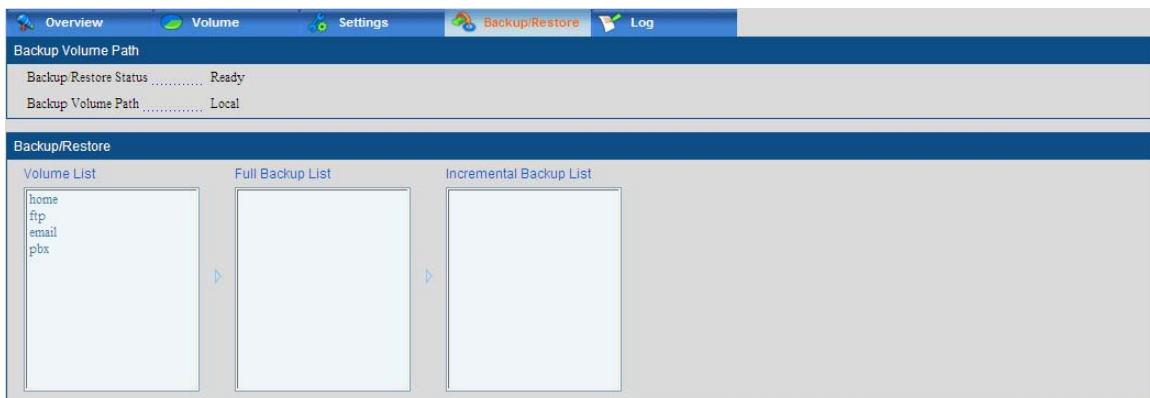 Overview Volume Settings Backup/Restore Log
Backup Volume Path
Backup/Restore Status ............ Ready
Backup Volume Path .............. Local
Backup/Restore
Volume List Full Backup List Incremental Backup List
home
ftp
email
pbx